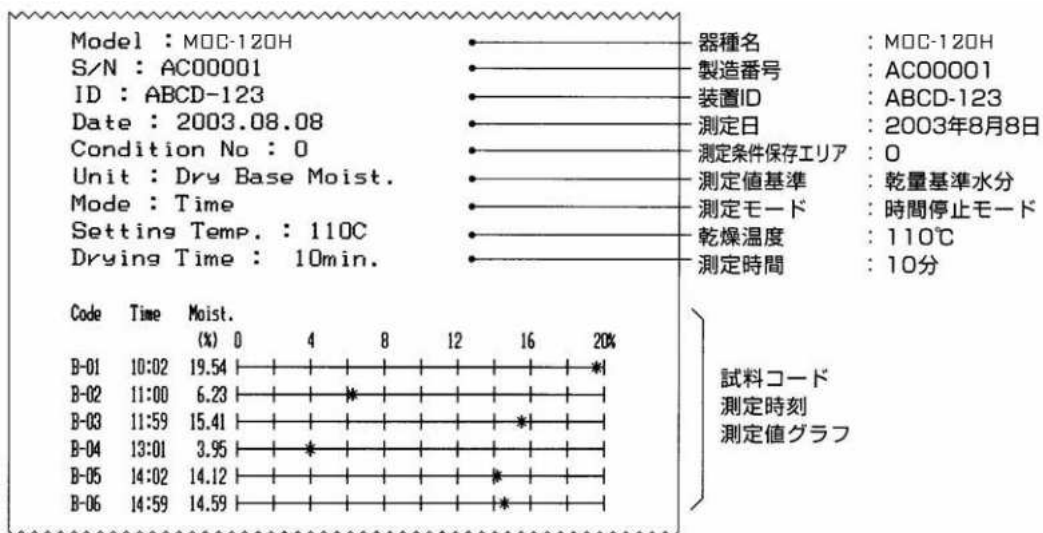 Model : MOC-120H 器種名 : MOC-120H
S/N : AC00001 製造番号 : AC00001
ID : ABCD-123 装置ID : ABCD-123
Date : 2003.08.08 測定日 : 2003年8月8日
Condition No : 0 測定条件保存エリア : 0
Unit : Dry Base Moist. 測定値基準 : 乾量基準水分
Mode : Time 測定モード : 時間停止モード
Setting Temp. : 110C 乾燥温度 : 110℃
Drying Time : 10min. 測定時間 : 10分
Code Time Moist.
(%) 0 4 8 12 16 20%
B-01 10:02 19.54
B-02 11:00 6.23
B-03 11:59 15.41
B-04 13:01 3.95
B-05 14:02 14.12
B-06 14:59 14.59
試料コード
測定時刻
測定値グラフ